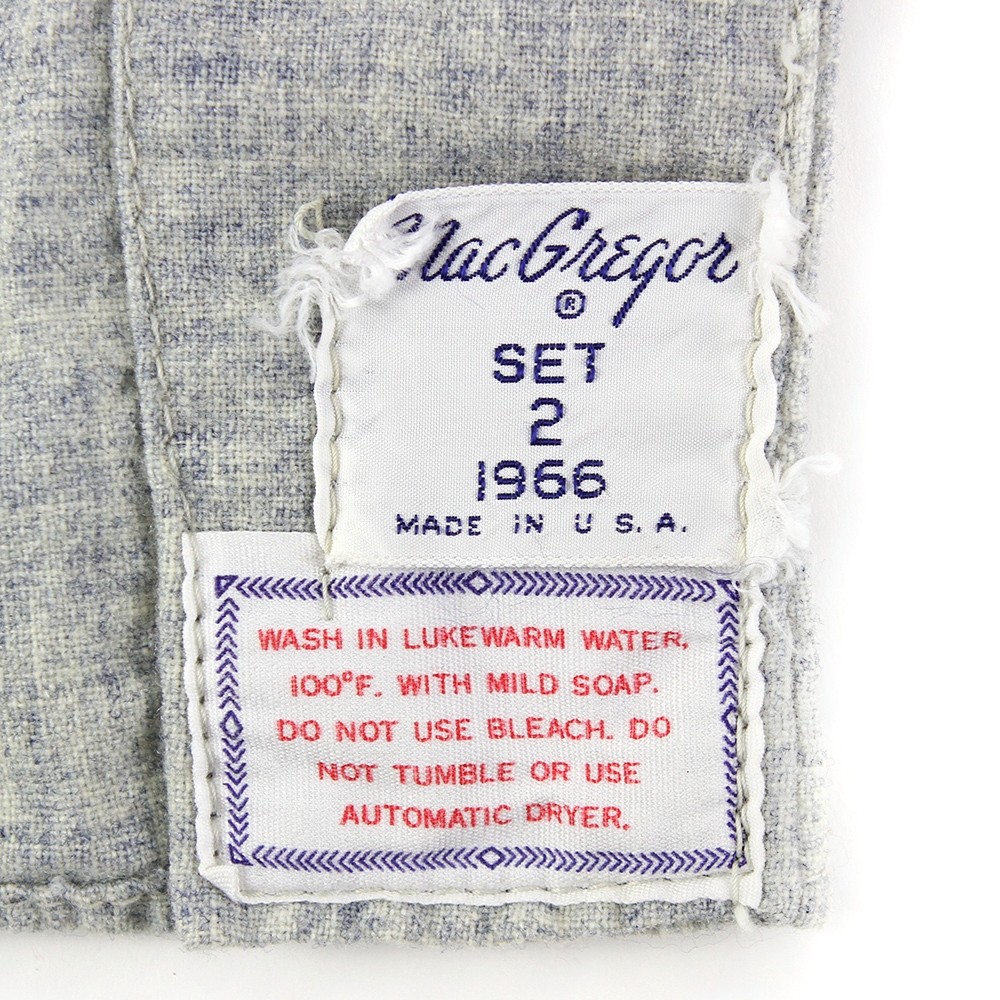 MacGregor
®
SET
2
1966
MADE IN U S. A.
WASH IN LUKEWARM WATER,
100°F. WITH MILD SOAP.
DO NOT USE BLEACH. DO
NOT TUMBLE OR USE
AUTOMATIC DRYER.